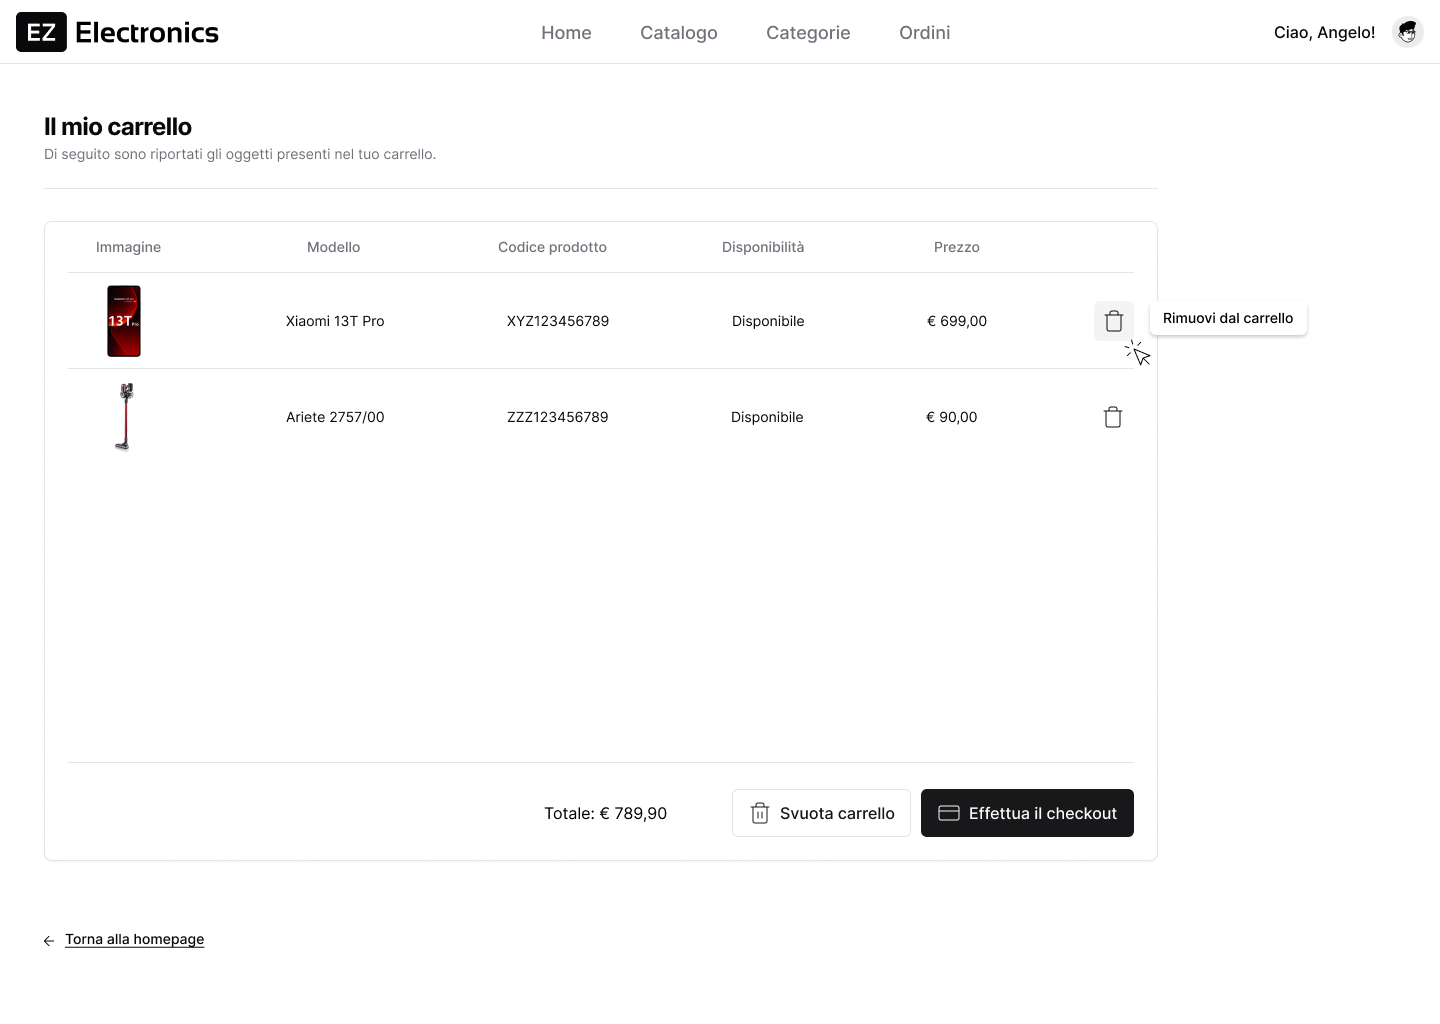 EZ Electronics Home Catalogo Categorie Ordini Ciao, Angelo!
Il mio carrello
Di seguito sono riportati gli oggetti presenti nel tuo carrello.
Immagine Modello Codice prodotto Disponibilità Prezzo
13T Pro Xiaomi 13T Pro XYZ123456789 Disponibile € 699,00 Rimuovi dal carrello
Ariete 2757/00 ZZZ123456789 Disponibile € 90,00
Totale: € 789,90 Svuota carrello Effettua il checkout
Torna alla homepage